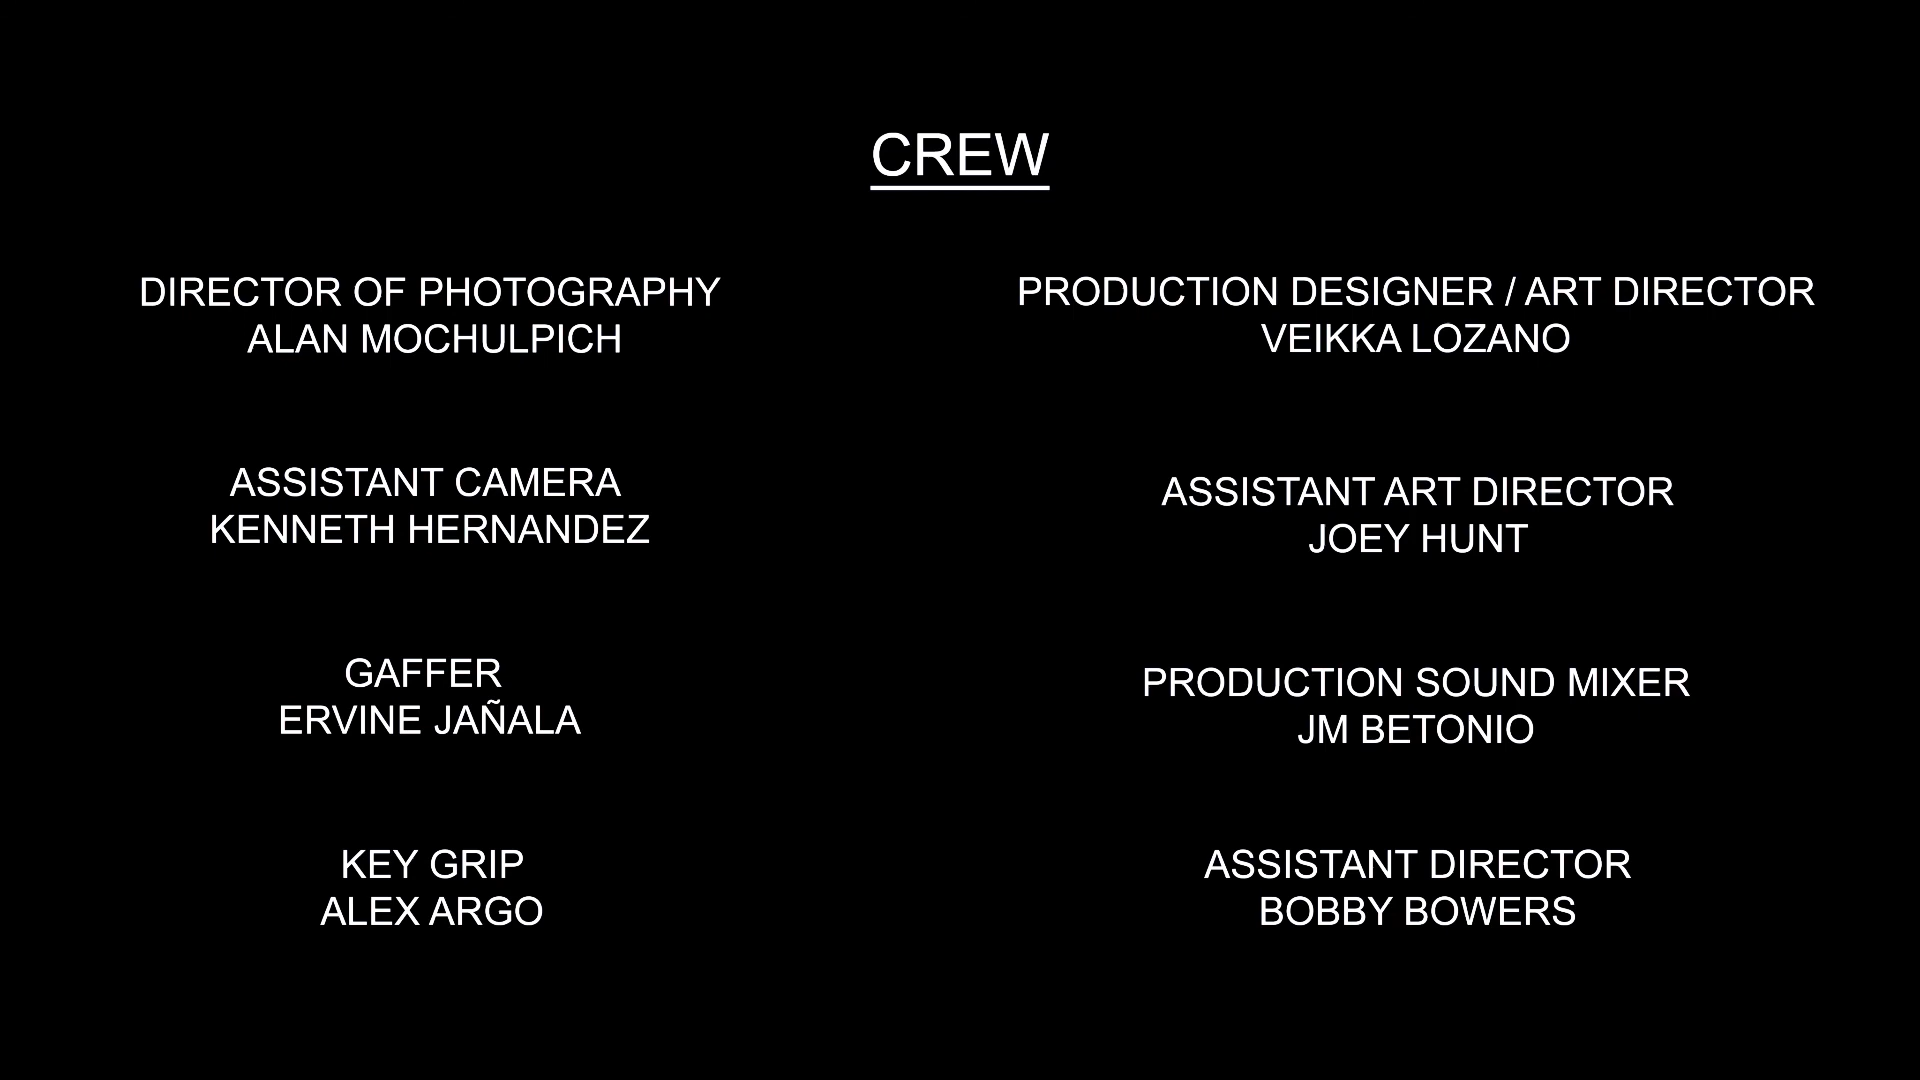 CREW
DIRECTOR OF PHOTOGRAPHY
ALAN MOCHULPICH
ASSISTANT CAMERA
KENNETH HERNANDEZ
GAFFER
ERVINE JAÑALA
KEY GRIP
ALEX ARGO
PRODUCTION DESIGNER / ART DIRECTOR
VEIKKA LOZANO
ASSISTANT ART DIRECTOR
JOEY HUNT
PRODUCTION SOUND MIXER
JM BETONIO
ASSISTANT DIRECTOR
BOBBY BOWERS